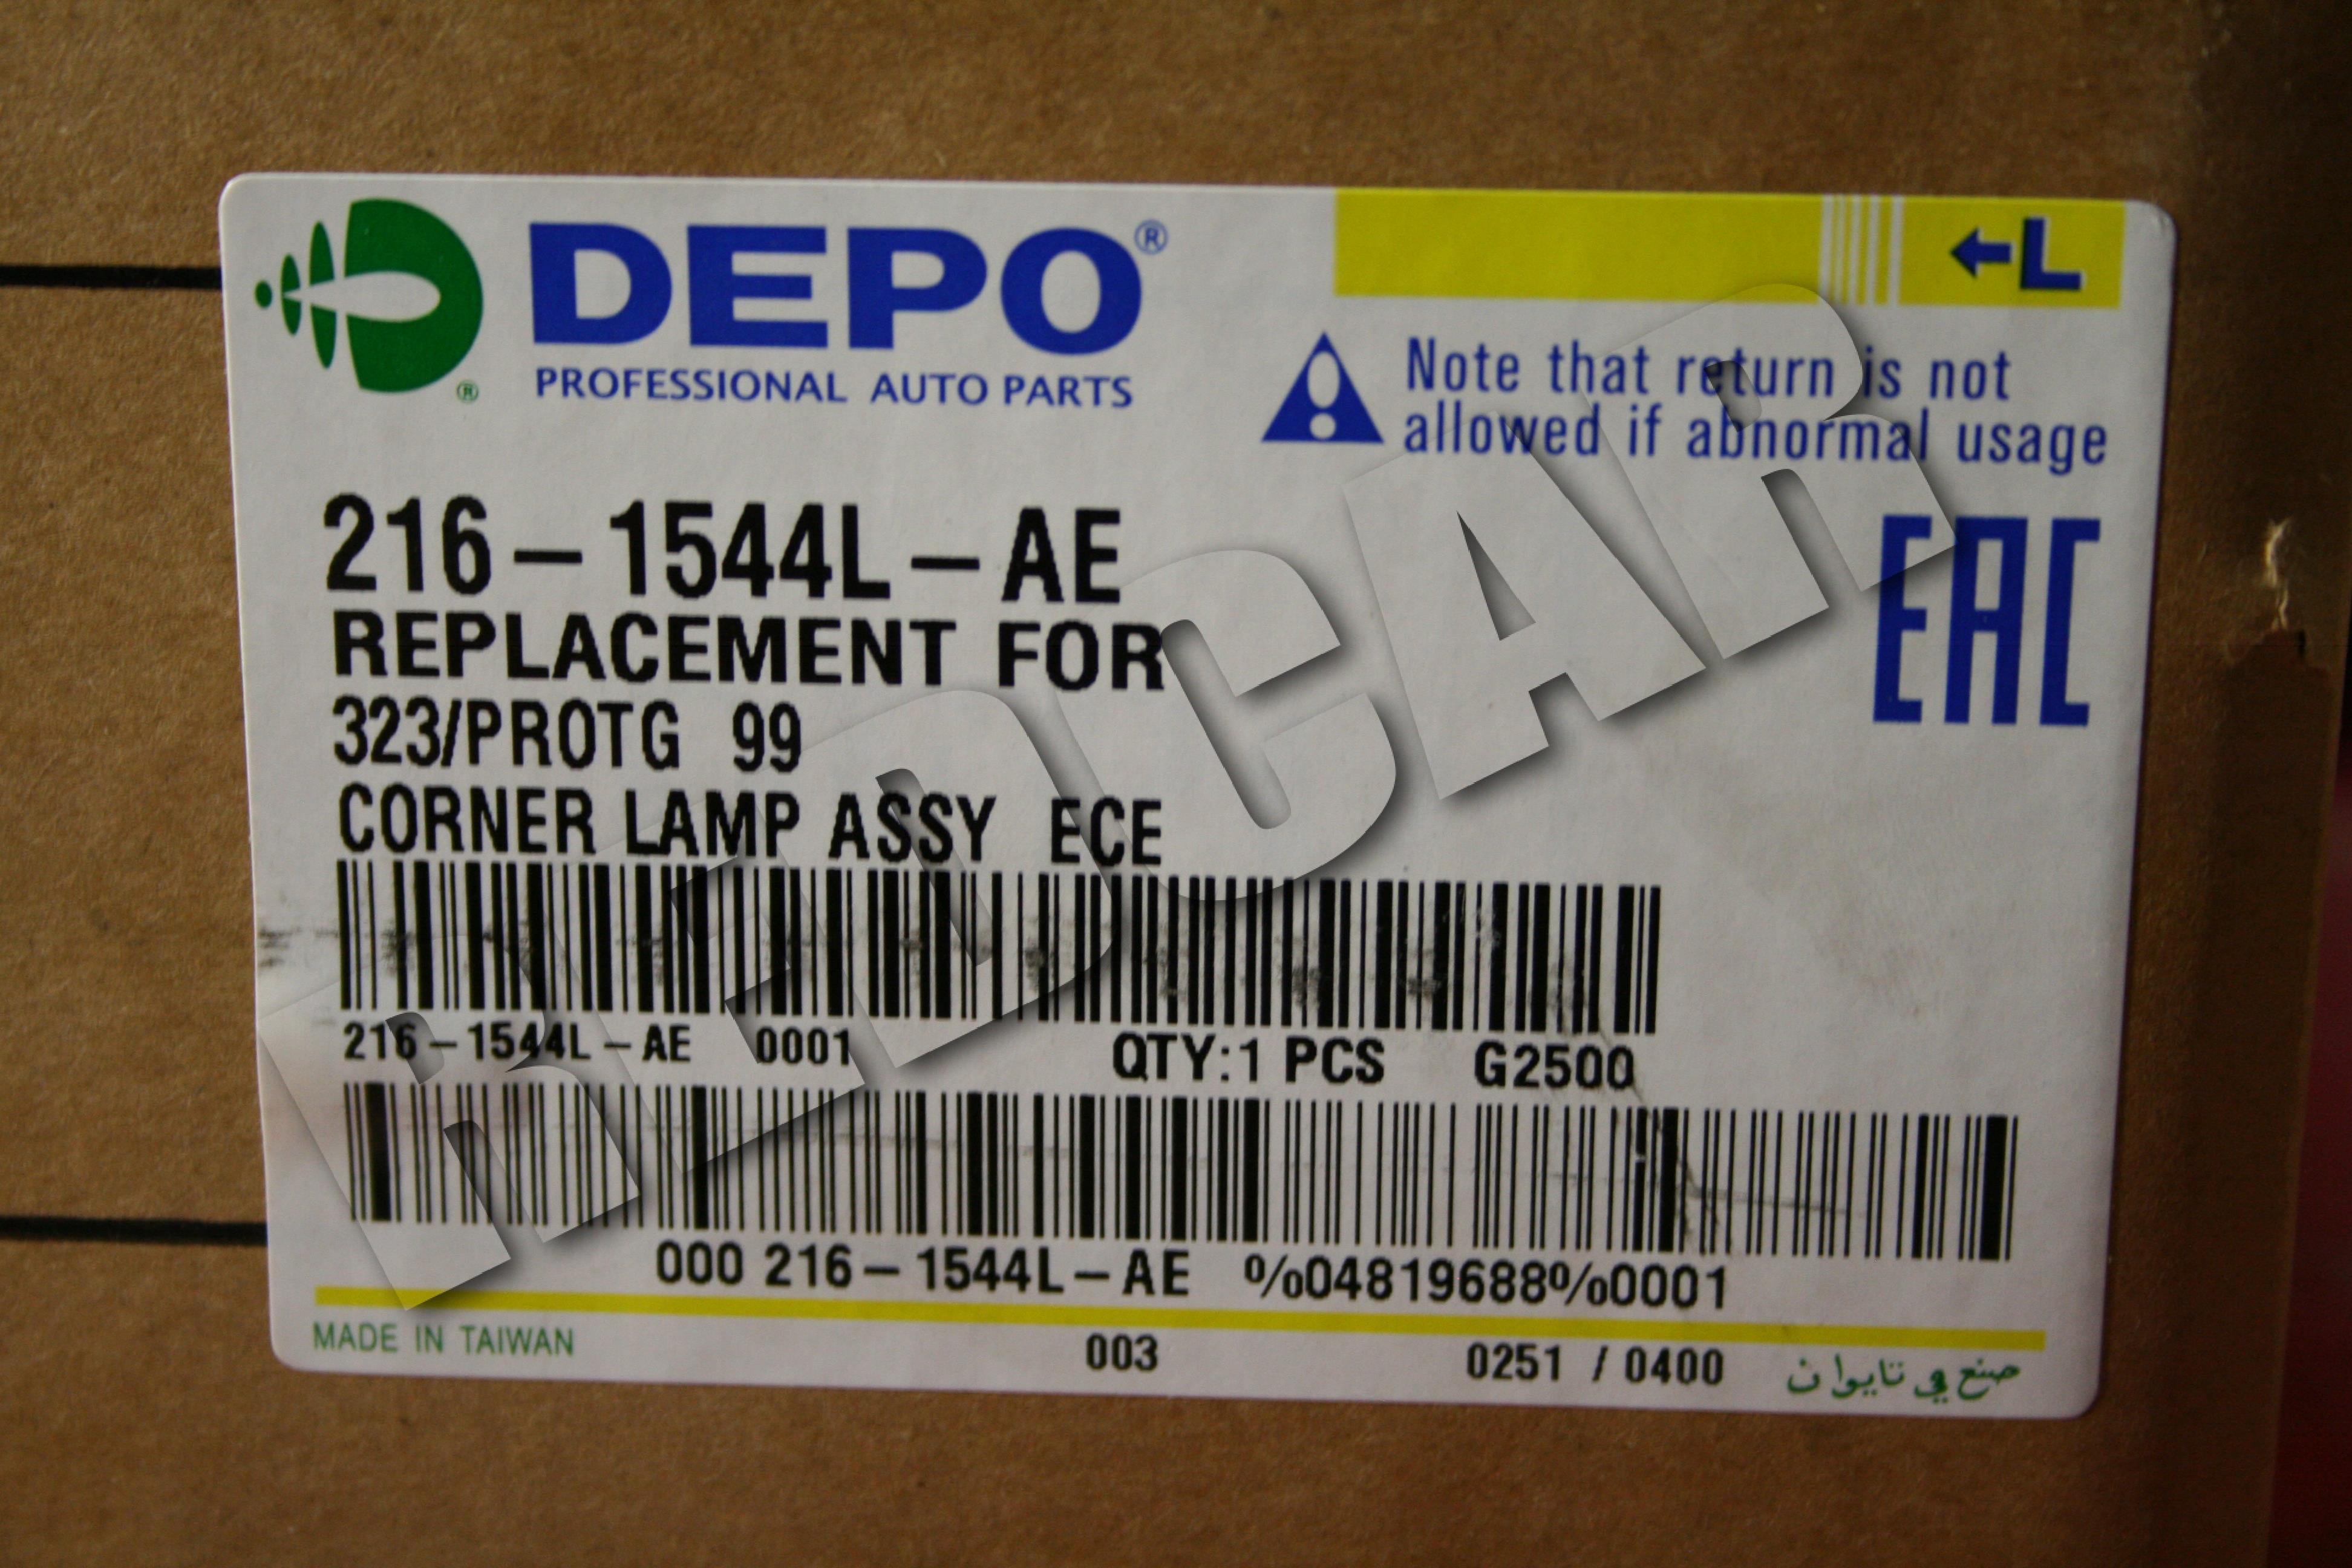 DEPO®
®
PROFESSIONAL AUTO PARTS
L
Note that return is not
allowed if abnormal usage
EAC
216-1544L-AE
REPLACEMENT FOR
323/PROTG 99
CORNER LAMP ASSY ECE
216-1544L-AE 0001 QTY:1 PCS G2500
000 216-1544L-AE %04819688%0001
MADE IN TAIWAN 003 0251 / 0400 صنع في تايوان
REDCAR